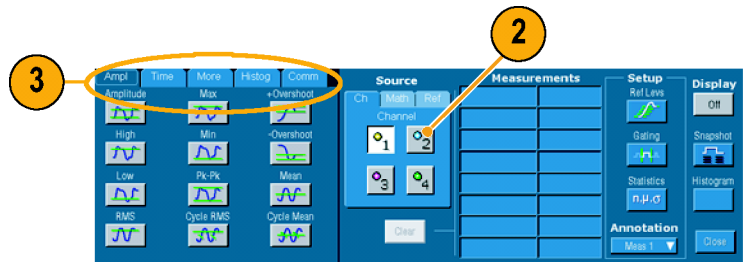 2
3
Ampl Time More Histog Comm
Amplitude Max +Overshoot
High Min -Overshoot
Low Pk-Pk Mean
RMS Cycle RMS Cycle Mean
Source
Ch Math Ref
Channel
1 2
3 4
Clear
Measurements
Setup
Ref Levs
Gating
Statistics
n.μ.σ
Annotation
Meas 1
Display
Off
Snapshot
Histogram
Close